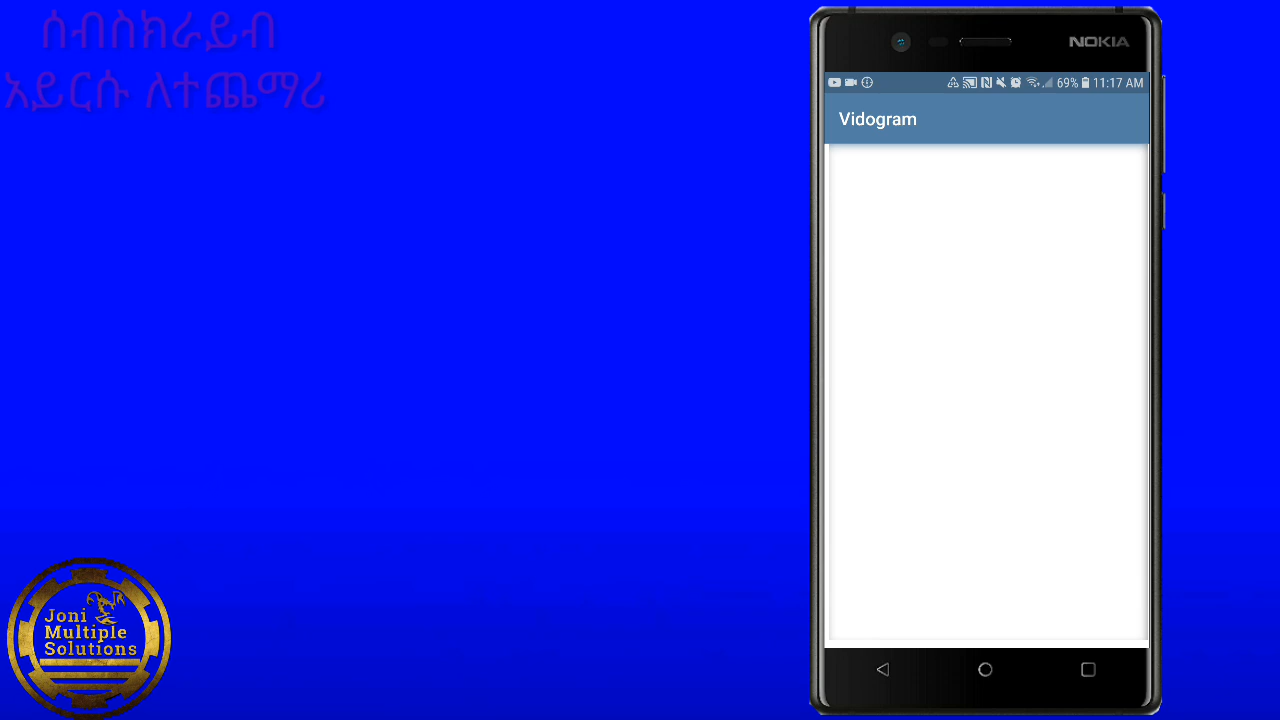 ሰብስክራይብ
አይርሱ ለተጨማሪ
NOKIA
69% 11:17 AM
Vidogram
Joni
Multiple
Solutions